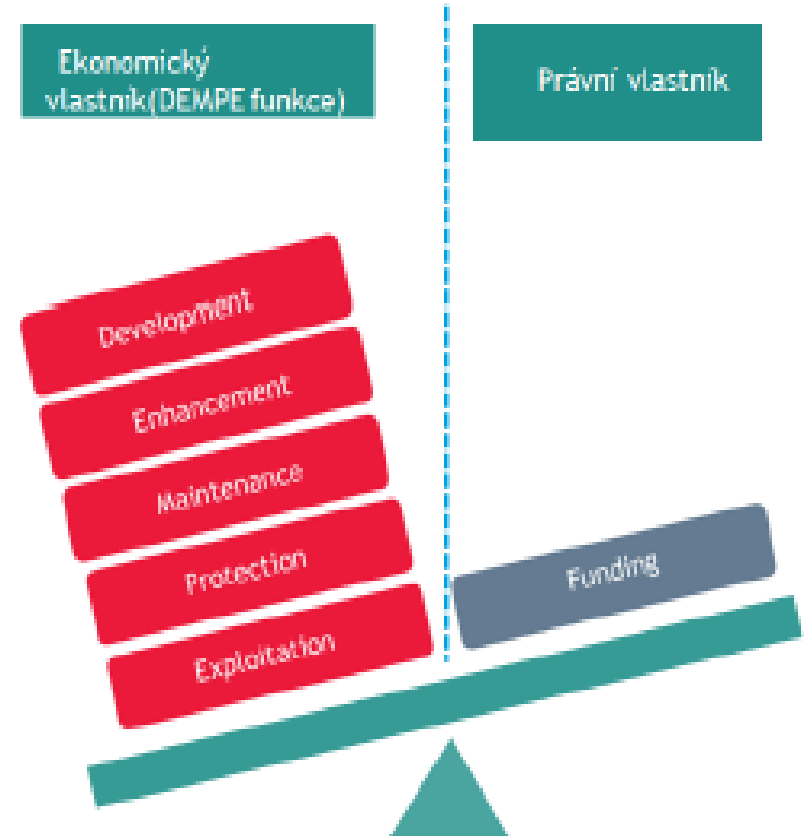 Ekonomický
vlastník(DEMPE funkce)
Právní vlastník
Development
Enhancement
Maintenance
Protection
Exploitation
Funding